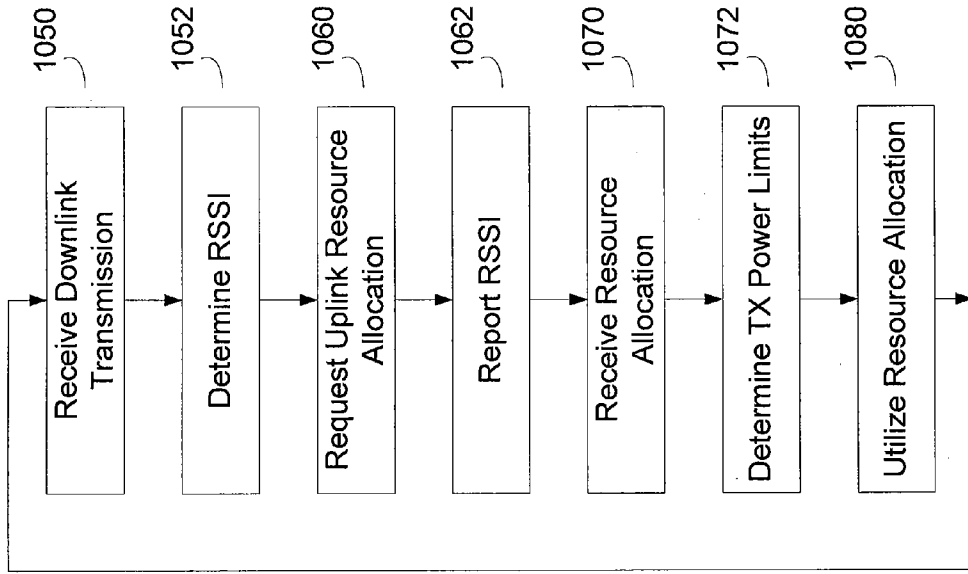 Receive Downlink
Transmission
1050
Determine RSSI
1052
Request Uplink Resource
Allocation
1060
Report RSSI
1062
Receive Resource
Allocation
1070
Determine TX Power Limits
1072
Utilize Resource Allocation
1080